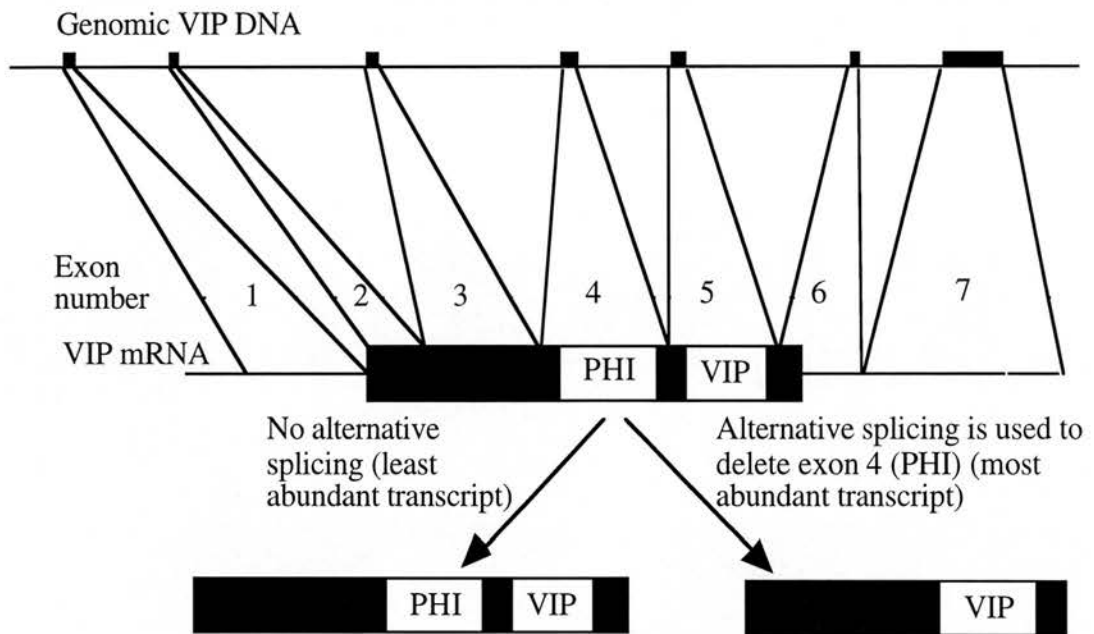 Genomic VIP DNA
Exon
number
1 2 3 4 5 6 7
VIP mRNA
PHI VIP
No alternative
splicing (least
abundant transcript)
Alternative splicing is used to
delete exon 4 (PHI) (most
abundant transcript)
PHI VIP
VIP